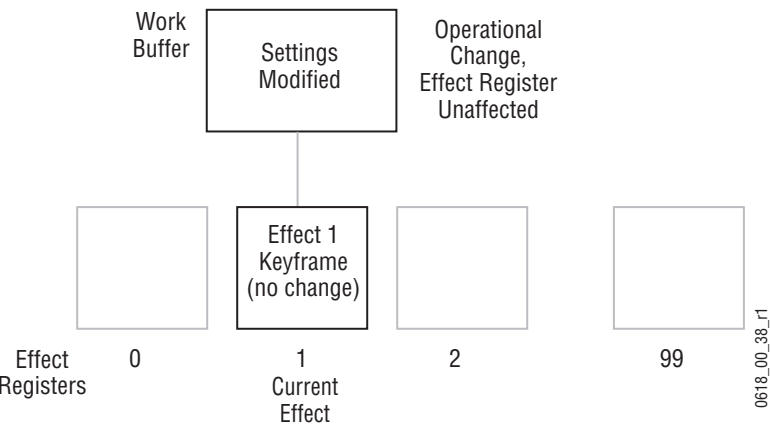 Work
Buffer
Settings
Modified
Operational
Change,
Effect Register
Unaffected
Effect 1
Keyframe
(no change)
Effect
Registers
0
1
2
99
Current
Effect
0618_00_38_r1